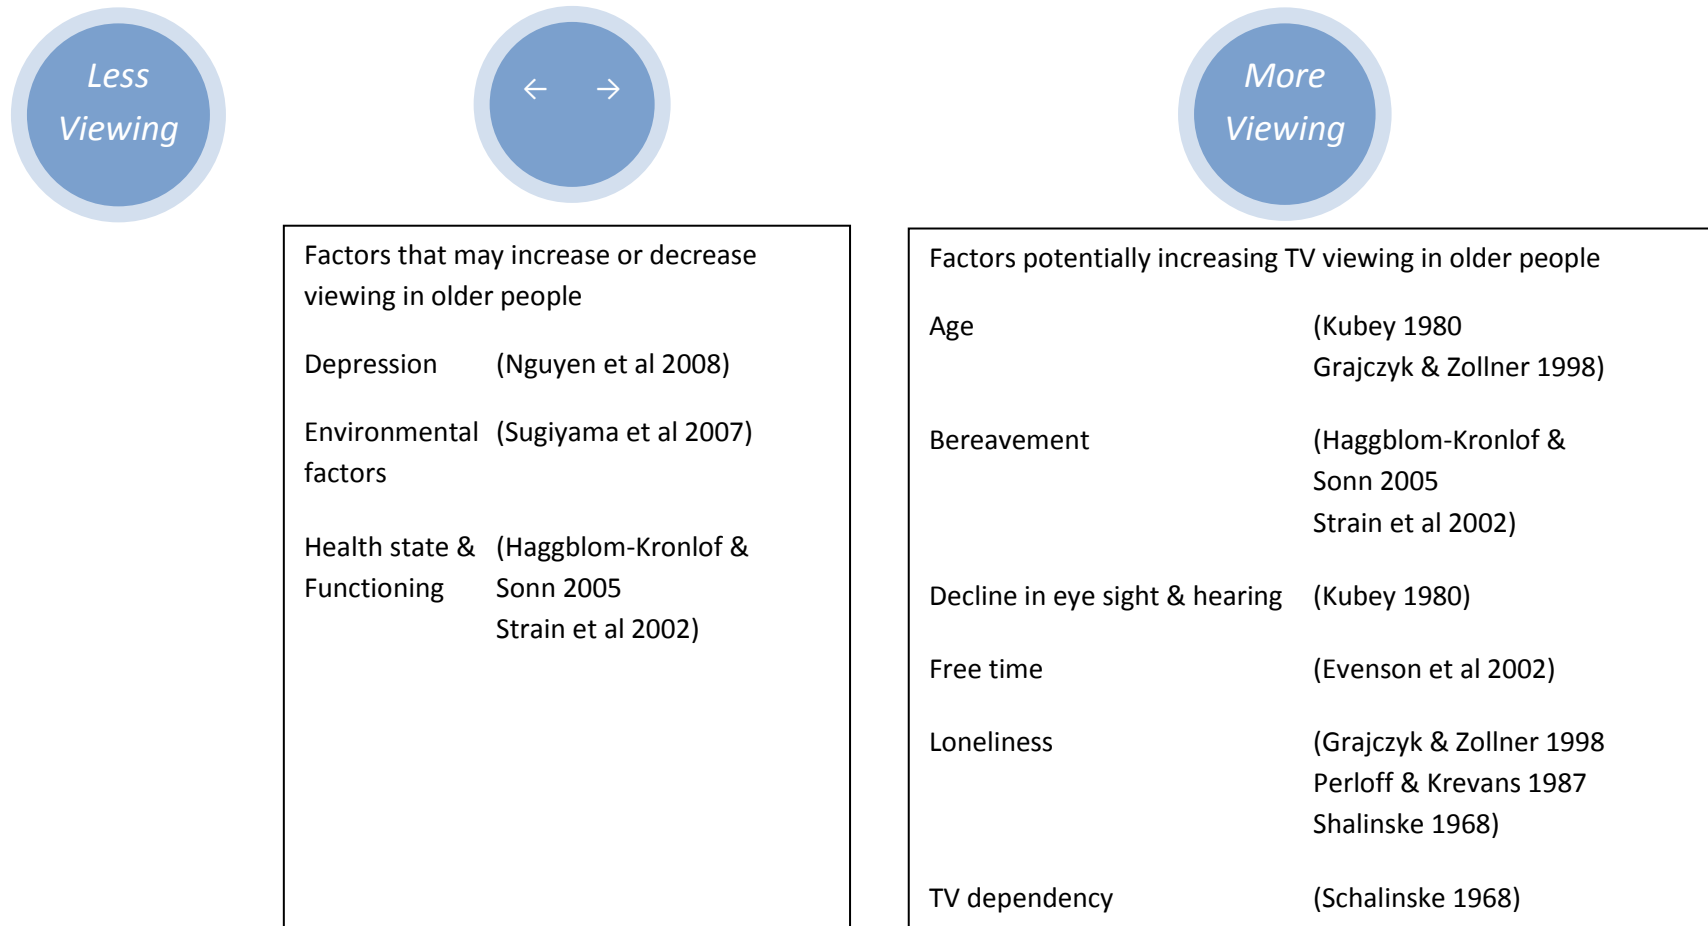 Less
Viewing
← →
More
Viewing
Factors that may increase or decrease
viewing in older people
Depression (Nguyen et al 2008)
Environmental (Sugiyama et al 2007)
factors
Health state & (Haggblom-Kronlof &
Functioning Sonn 2005
Strain et al 2002)
Factors potentially increasing TV viewing in older people
Age (Kubey 1980
Grajczyk & Zollner 1998)
Bereavement (Haggblom-Kronlof &
Sonn 2005
Strain et al 2002)
Decline in eye sight & hearing (Kubey 1980)
Free time (Evenson et al 2002)
Loneliness (Grajczyk & Zollner 1998
Perloff & Krevans 1987
Shalinske 1968)
TV dependency (Schalinske 1968)